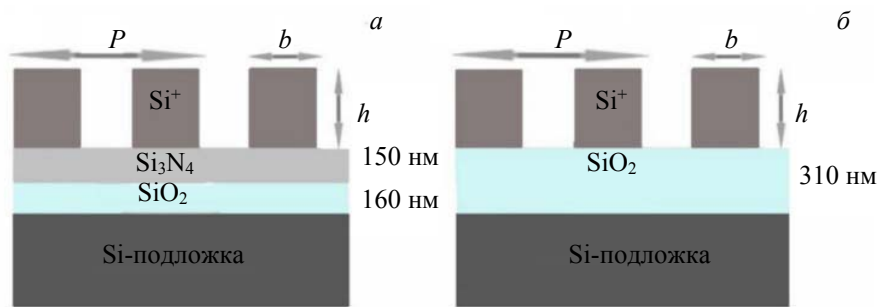 P b а
Si⁺ h
Si₃N₄ 150 нм
SiO₂ 160 нм
Si-подложка
P b б
Si⁺ h
SiO₂ 310 нм
Si-подложка